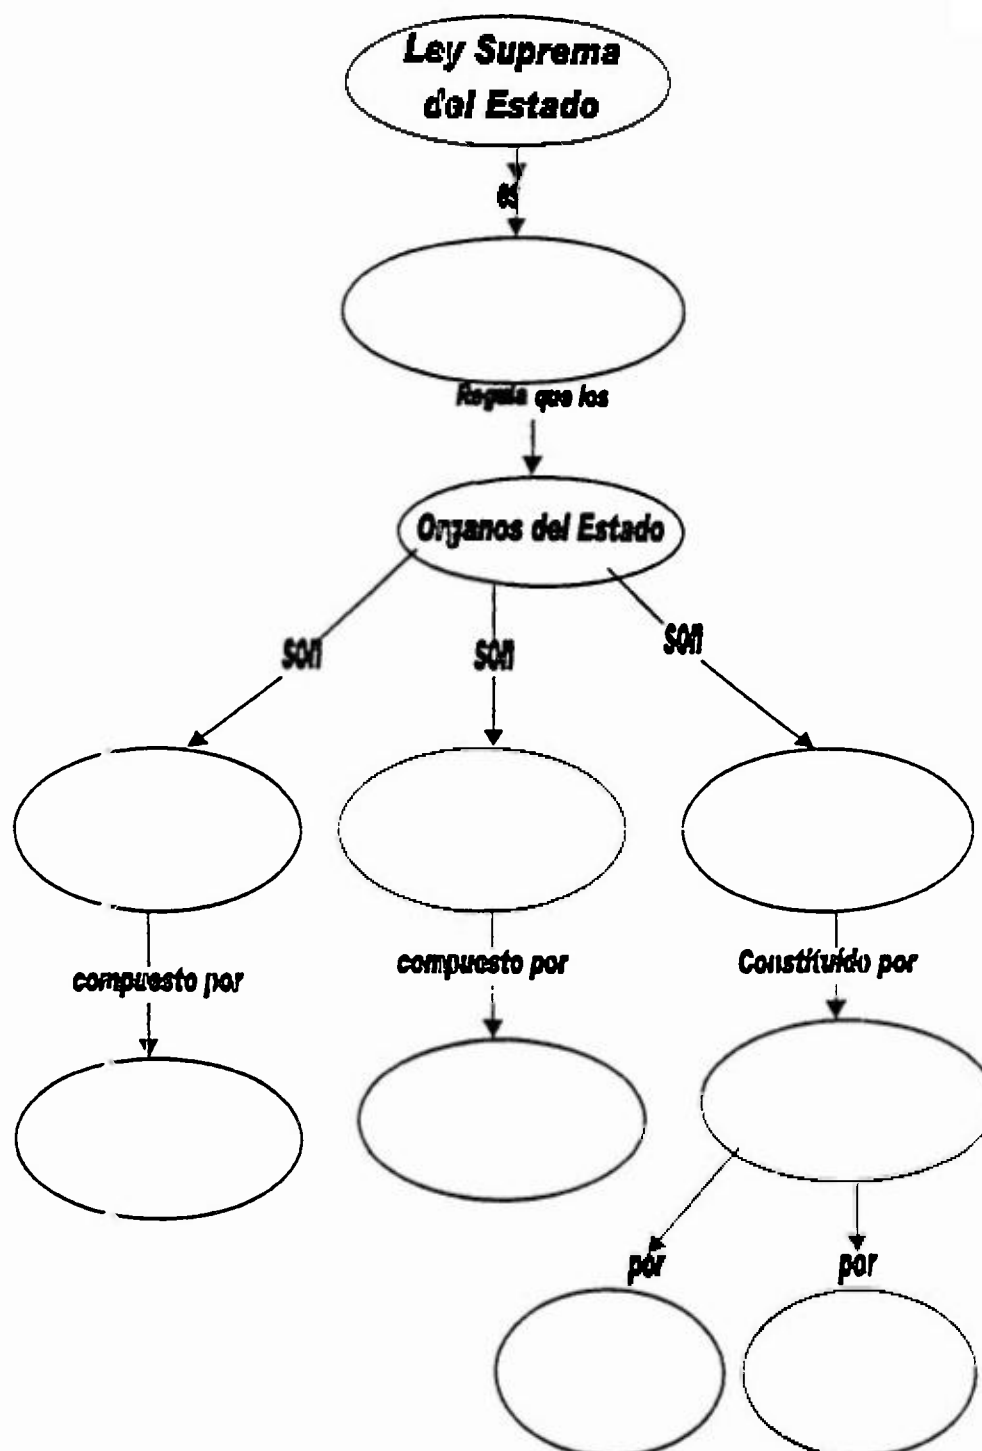 Ley Suprema
del Estado
es
Regula que los
Organos del Estado
son
son
son
compuesto por
compuesto por
Constituído por
por
por